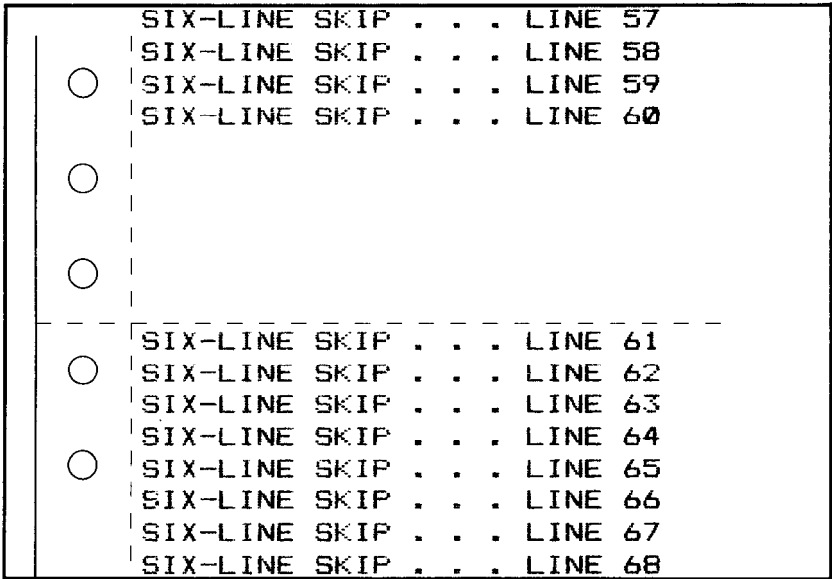 SIX-LINE SKIP . . . LINE 57
SIX-LINE SKIP . . . LINE 58
SIX-LINE SKIP . . . LINE 59
SIX-LINE SKIP . . . LINE 60
SIX-LINE SKIP . . . LINE 61
SIX-LINE SKIP . . . LINE 62
SIX-LINE SKIP . . . LINE 63
SIX-LINE SKIP . . . LINE 64
SIX-LINE SKIP . . . LINE 65
SIX-LINE SKIP . . . LINE 66
SIX-LINE SKIP . . . LINE 67
SIX-LINE SKIP . . . LINE 68